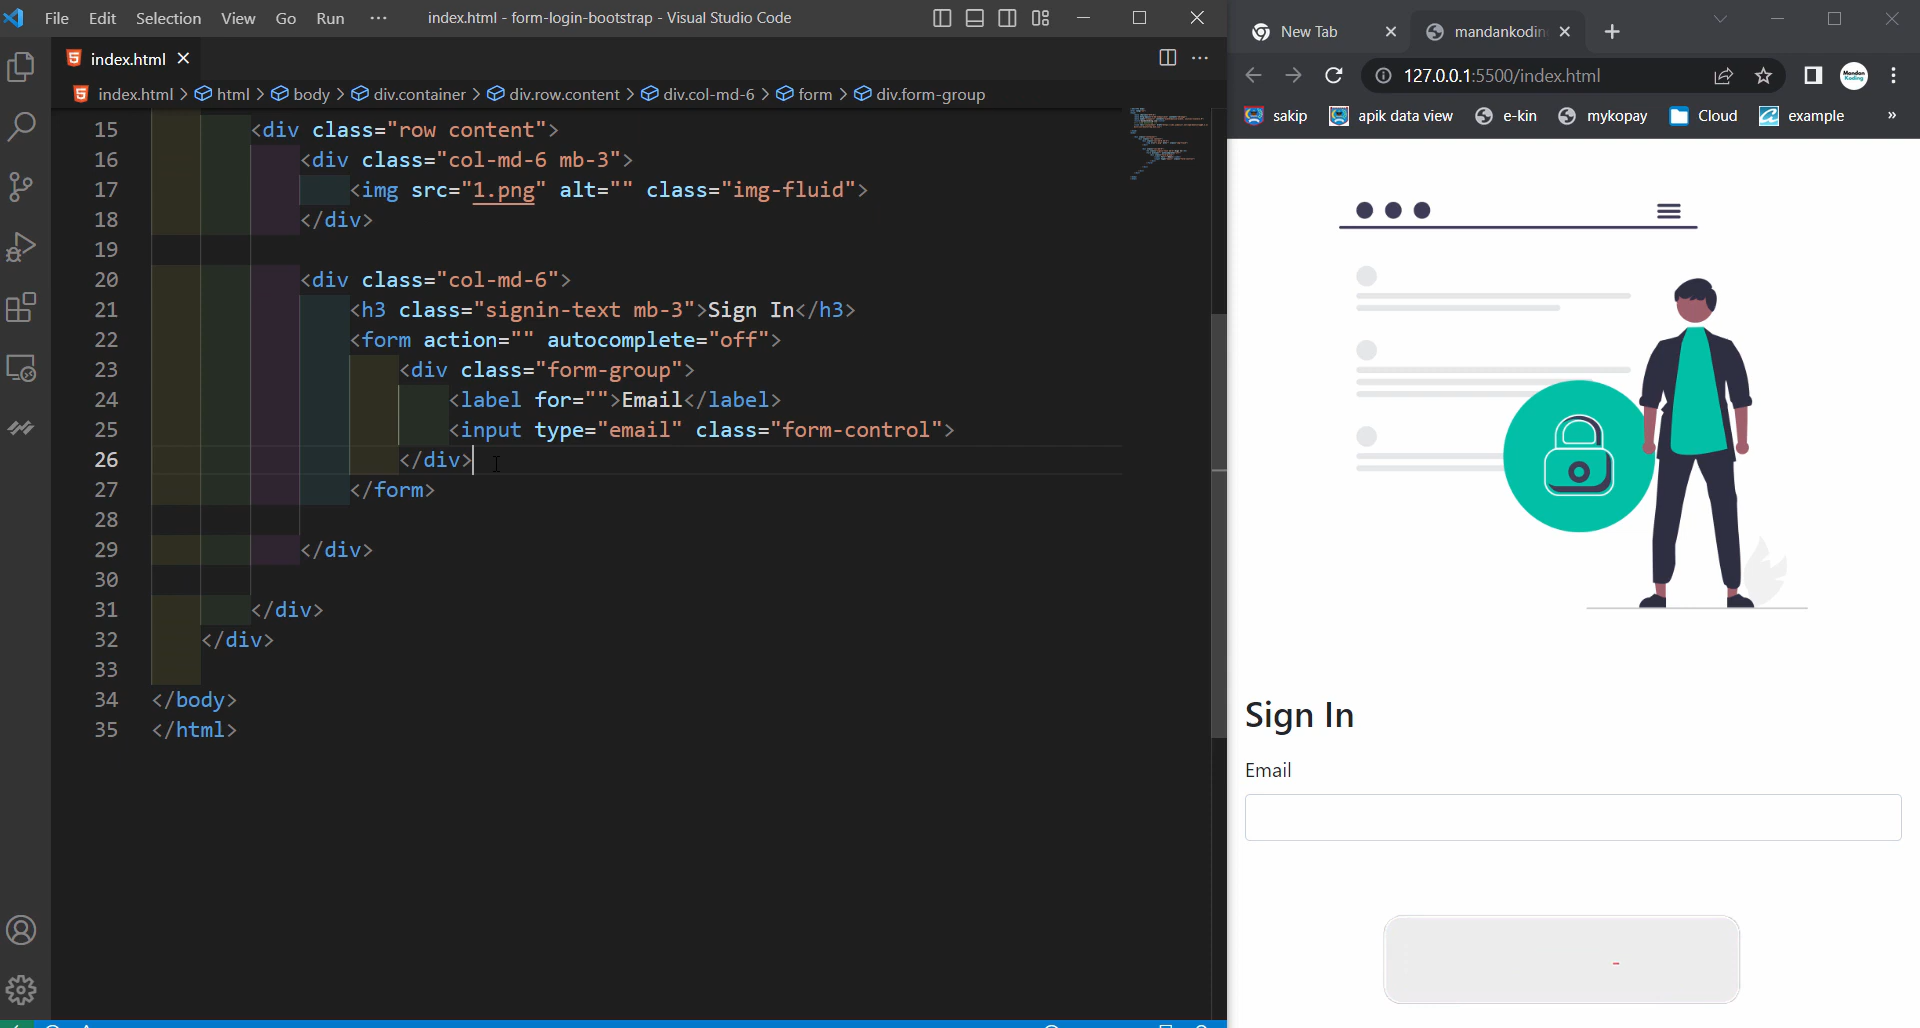 File Edit Selection View Go Run ··· index.html - form-login-bootstrap - Visual Studio Code
index.html
index.html > html > body > div.container > div.row.content > div.col-md-6 > form > div.form-group
15 <div class="row content">
16 <div class="col-md-6 mb-3">
17 <img src="1.png" alt="" class="img-fluid">
18 </div>
19
20 <div class="col-md-6">
21 <h3 class="signin-text mb-3">Sign In</h3>
22 <form action="" autocomplete="off">
23 <div class="form-group">
24 <label for="">Email</label>
25 <input type="email" class="form-control">
26 </div>
27 </form>
28
29 </div>
30
31 </div>
32 </div>
33
34 </body>
35 </html>
New Tab
mandankodin
127.0.0.1:5500/index.html
Mandan
Koding
sakip apik data view e-kin mykopay Cloud example »
Sign In
Email